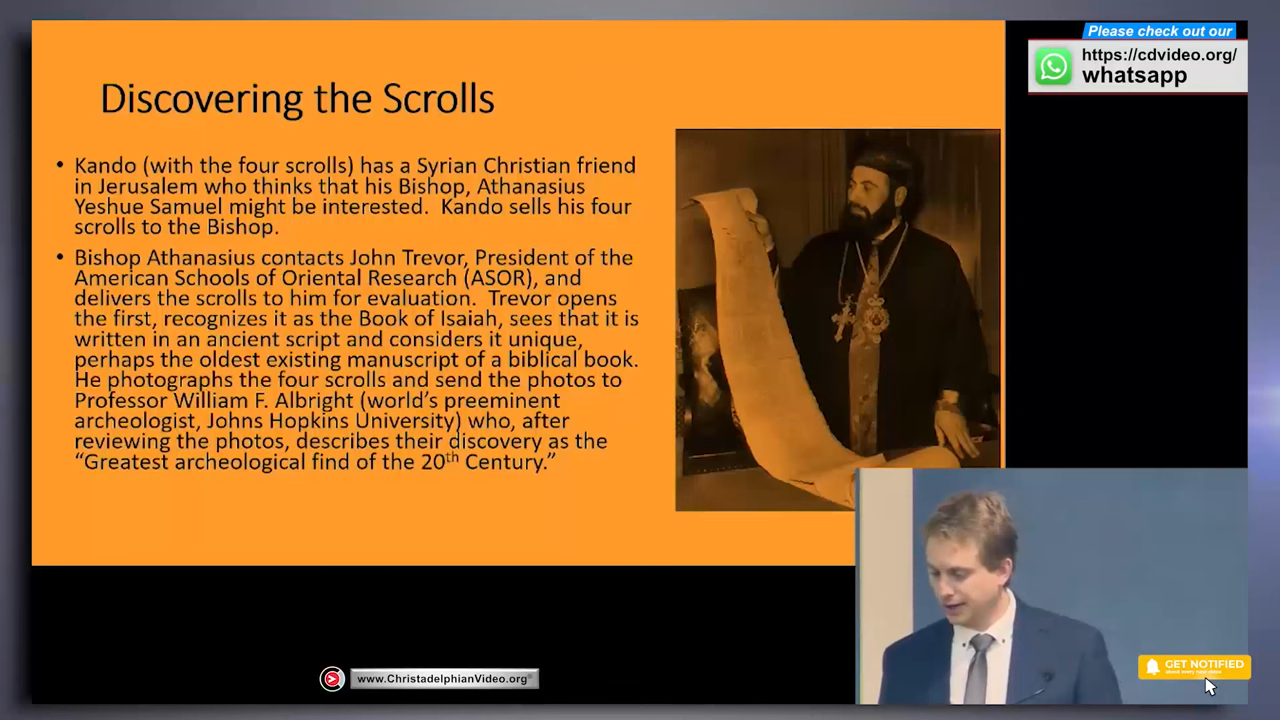 Please check out our
https://cdvideo.org/
whatsapp
Discovering the Scrolls
• Kando (with the four scrolls) has a Syrian Christian friend
in Jerusalem who thinks that his Bishop, Athanasius
Yeshue Samuel might be interested. Kando sells his four
scrolls to the Bishop.
• Bishop Athanasius contacts John Trevor, President of the
American Schools of Oriental Research (ASOR), and
delivers the scrolls to him for evaluation. Trevor opens
the first, recognizes it as the Book of Isaiah, sees that it is
written in an ancient script and considers it unique,
perhaps the oldest existing manuscript of a biblical book.
He photographs the four scrolls and send the photos to
Professor William F. Albright (world's preeminent
archeologist, Johns Hopkins University) who, after
reviewing the photos, describes their discovery as the
“Greatest archeological find of the 20th Century.”
GET NOTIFIED
about every new video
www.ChristadelphianVideo.org